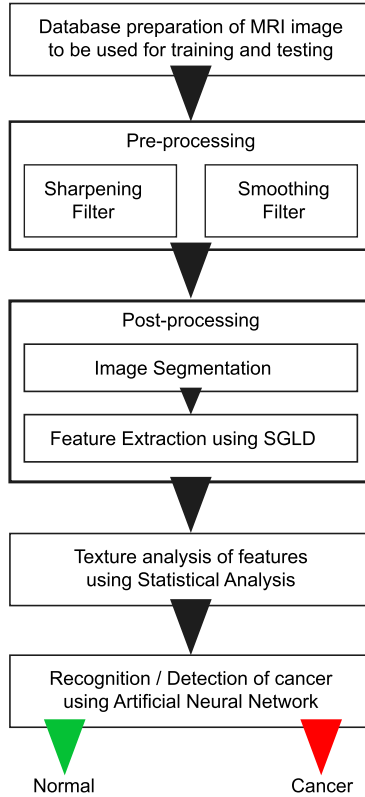 Database preparation of MRI image
to be used for training and testing
Pre-processing
Sharpening
Filter
Smoothing
Filter
Post-processing
Image Segmentation
Feature Extraction using SGLD
Texture analysis of features
using Statistical Analysis
Recognition / Detection of cancer
using Artificial Neural Network
Normal
Cancer